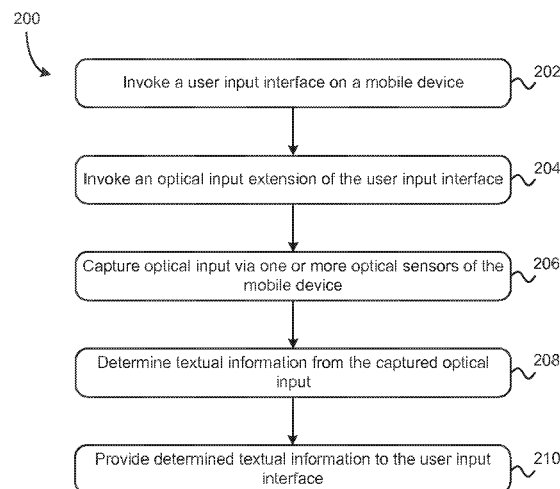 200
Invoke a user input interface on a mobile device
202
Invoke an optical input extension of the user input interface
204
Capture optical input via one or more optical sensors of the
mobile device
206
Determine textual information from the captured optical
input
208
Provide determined textual information to the user input
interface
210